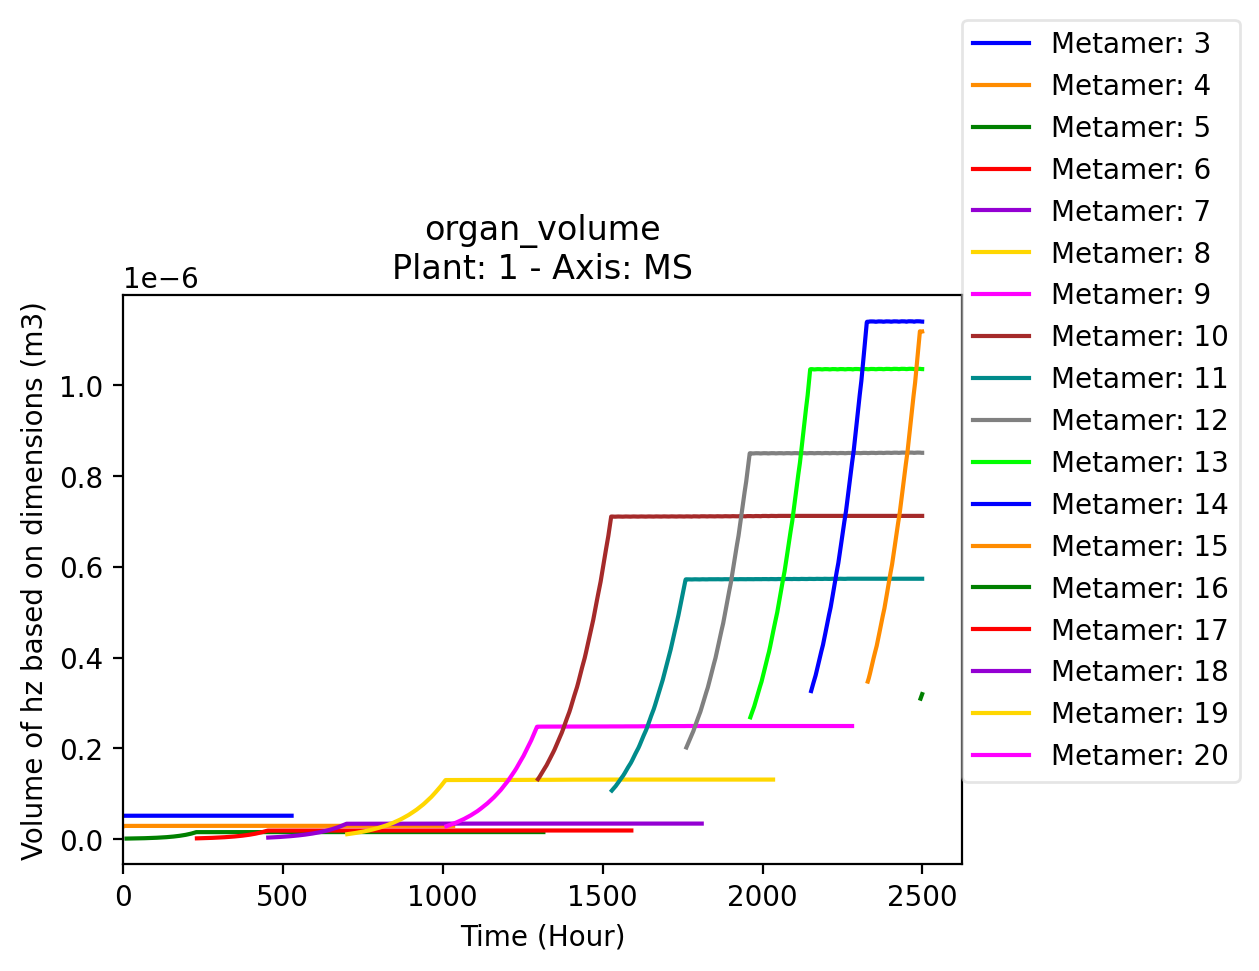 organ_volume
Plant: 1 - Axis: MS
1e−6
Volume of hz based on dimensions (m3)
1.0
0.8
0.6
0.4
0.2
0.0
0
500
1000
1500
2000
2500
Time (Hour)
Metamer: 3
Metamer: 4
Metamer: 5
Metamer: 6
Metamer: 7
Metamer: 8
Metamer: 9
Metamer: 10
Metamer: 11
Metamer: 12
Metamer: 13
Metamer: 14
Metamer: 15
Metamer: 16
Metamer: 17
Metamer: 18
Metamer: 19
Metamer: 20